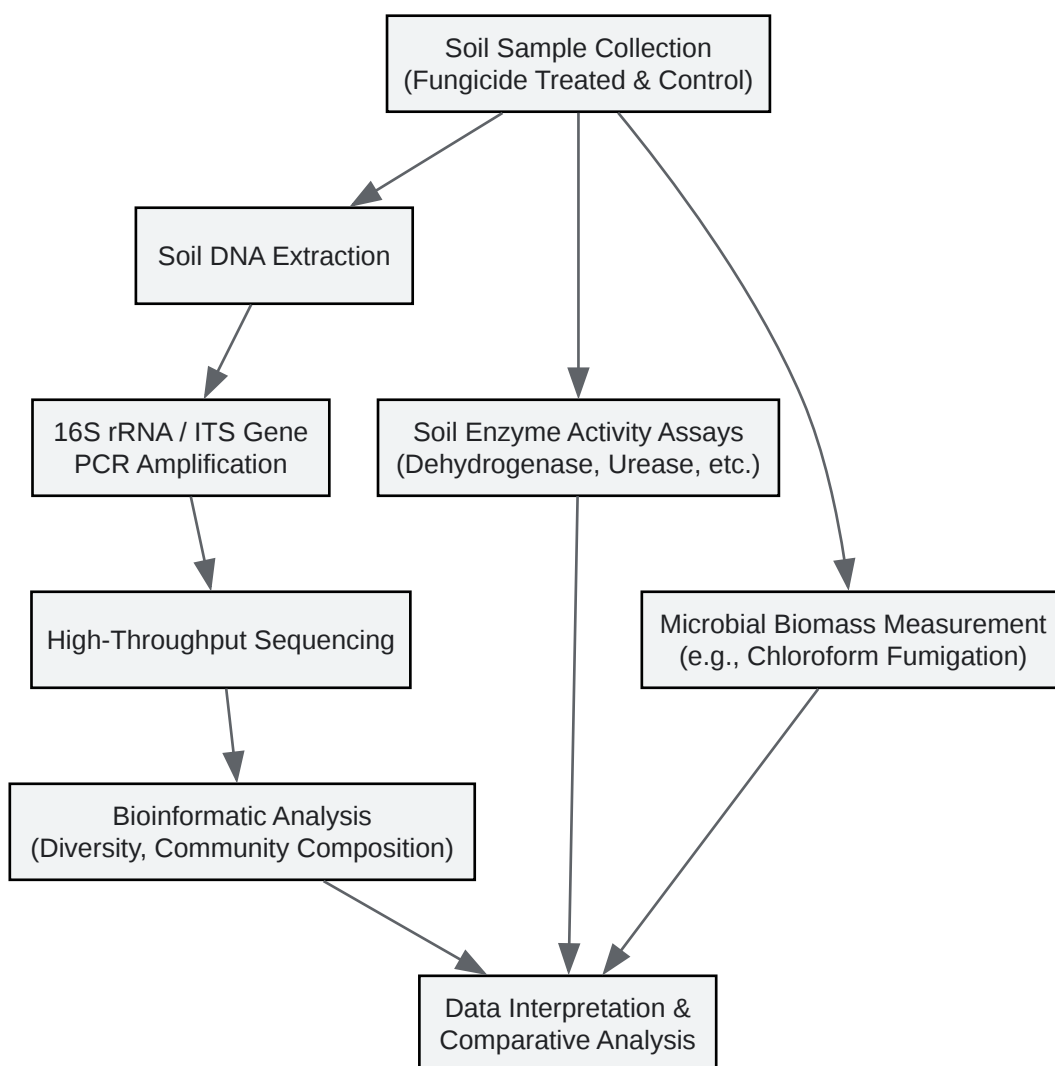 Soil Sample Collection
(Fungicide Treated & Control)
Soil DNA Extraction
16S rRNA / ITS Gene
PCR Amplification
Soil Enzyme Activity Assays
(Dehydrogenase, Urease, etc.)
High-Throughput Sequencing
Microbial Biomass Measurement
(e.g., Chloroform Fumigation)
Bioinformatic Analysis
(Diversity, Community Composition)
Data Interpretation &
Comparative Analysis